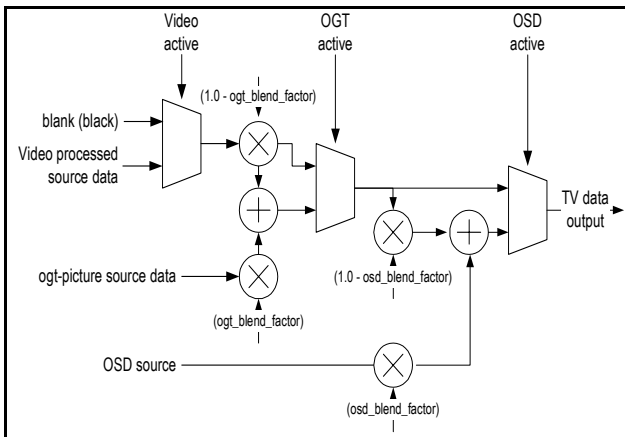 Video
active
OGT
active
OSD
active
(1.0 - ogt_blend_factor)
blank (black)
Video processed
source data
TV data
output
ogt-picture source data
(1.0 - osd_blend_factor)
(ogt_blend_factor)
OSD source
(osd_blend_factor)